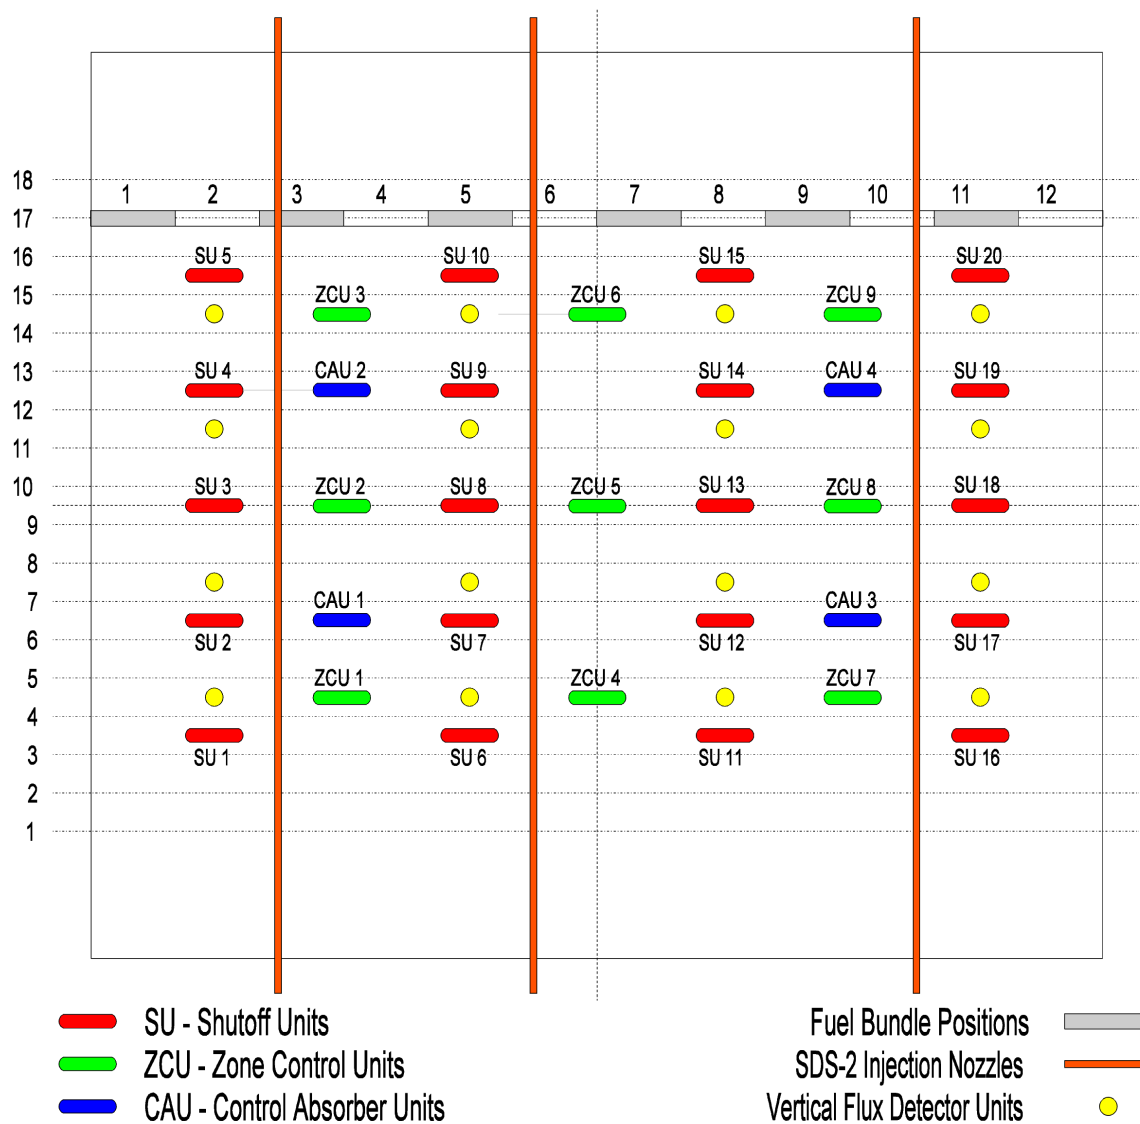 18
1 2 3 4 5 6 7 8 9 10 11 12
17
16 SU 5 SU 10 SU 15 SU 20
15 ZCU 3 ZCU 6 ZCU 9
14
13 SU 4 CAU 2 SU 9 SU 14 CAU 4 SU 19
12
11
10 SU 3 ZCU 2 SU 8 ZCU 5 SU 13 ZCU 8 SU 18
9
8
7 CAU 1 CAU 3
6 SU 2 SU 7 SU 12 SU 17
5 ZCU 1 ZCU 4 ZCU 7
4
3 SU 1 SU 6 SU 11 SU 16
2
1
SU - Shutoff Units
ZCU - Zone Control Units
CAU - Control Absorber Units
Fuel Bundle Positions
SDS-2 Injection Nozzles
Vertical Flux Detector Units